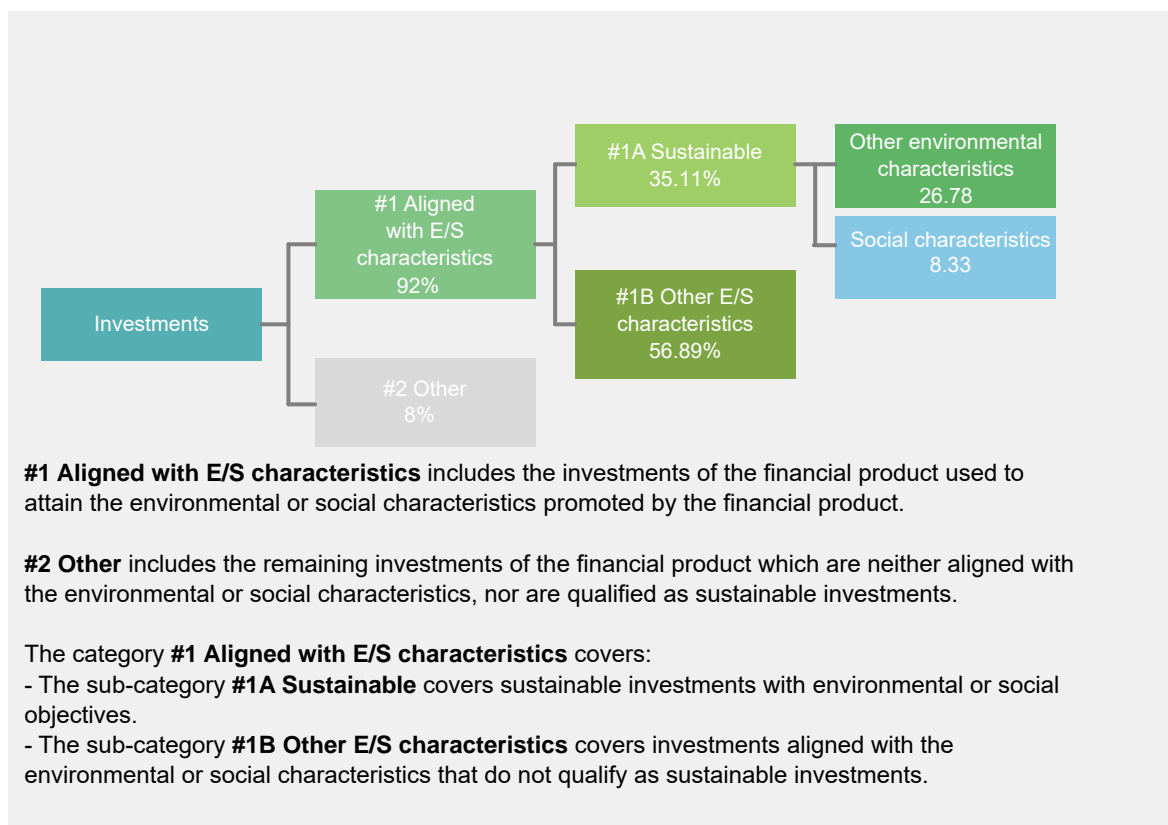 Investments
#1 Aligned
with E/S
characteristics
92%
#2 Other
8%
#1A Sustainable
35.11%
#1B Other E/S
characteristics
56.89%
Other environmental
characteristics
26.78
Social characteristics
8.33
#1 Aligned with E/S characteristics includes the investments of the financial product used to
attain the environmental or social characteristics promoted by the financial product.
#2 Other includes the remaining investments of the financial product which are neither aligned with
the environmental or social characteristics, nor are qualified as sustainable investments.
The category #1 Aligned with E/S characteristics covers:
- The sub-category #1A Sustainable covers sustainable investments with environmental or social
objectives.
- The sub-category #1B Other E/S characteristics covers investments aligned with the
environmental or social characteristics that do not qualify as sustainable investments.